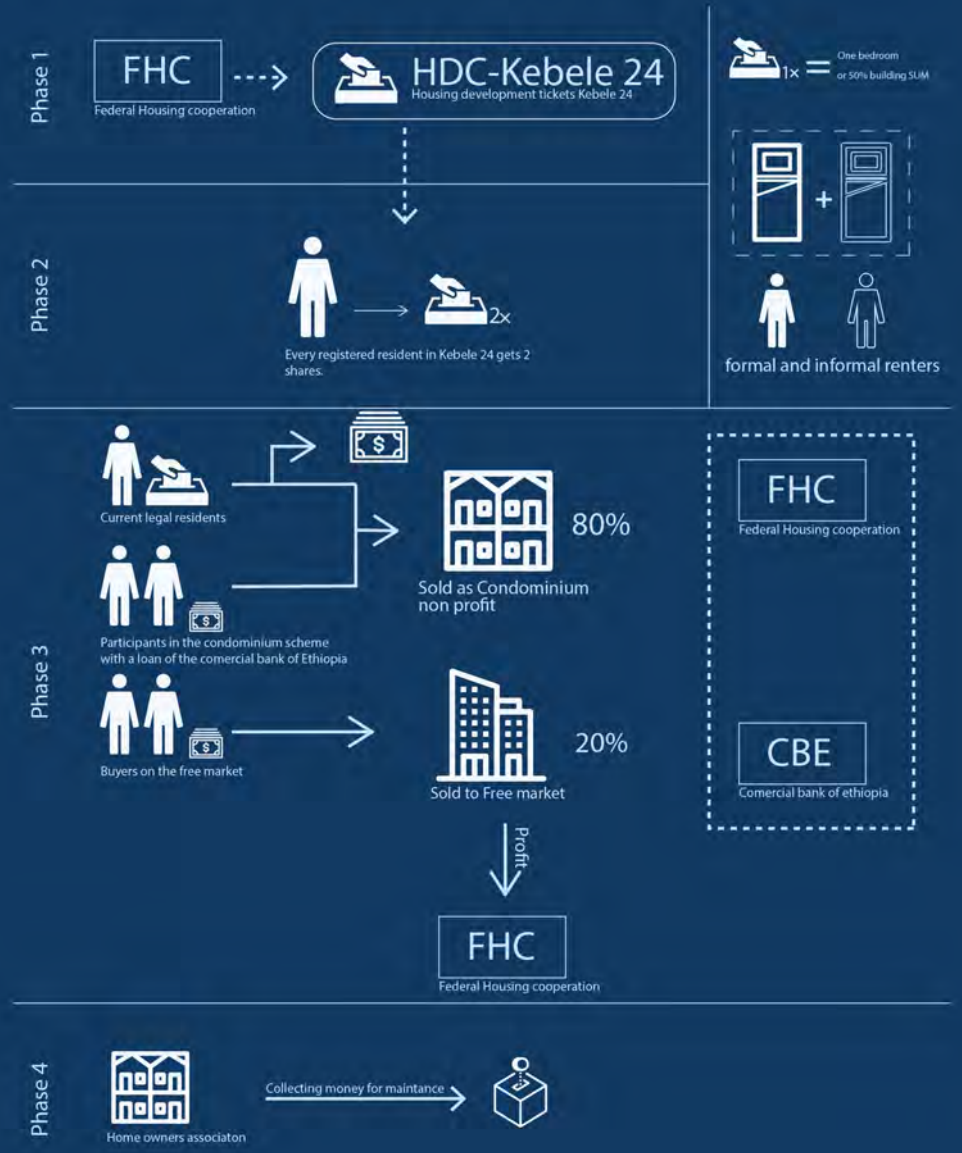 Phase 1
FHC
Federal Housing cooperation
HDC-Kebele 24
Housing development tickets Kebele 24
1x
=
One bedroom
or 50% building SUM
+
formal and informal renters
Phase 2
2x
Every registered resident in Kebele 24 gets 2
shares.
Phase 3
$
Current legal residents
80%
Sold as Condominium
non profit
$
Participants in the condominium scheme
with a loan of the comercial bank of Ethiopia
$
Buyers on the free market
20%
Sold to Free market
Profit
FHC
Federal Housing cooperation
FHC
Federal Housing cooperation
CBE
Comercial bank of ethiopia
Phase 4
Home owners associaton
Collecting money for maintance